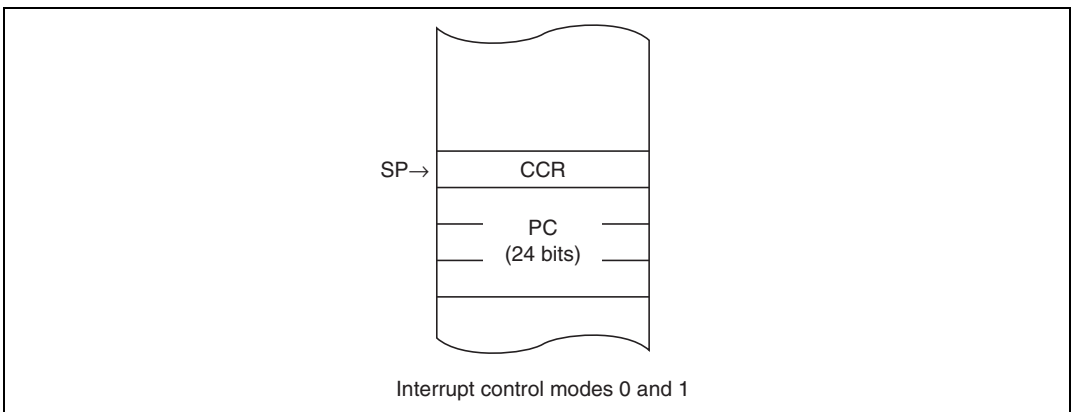 SP→ CCR
PC
(24 bits)
Interrupt control modes 0 and 1